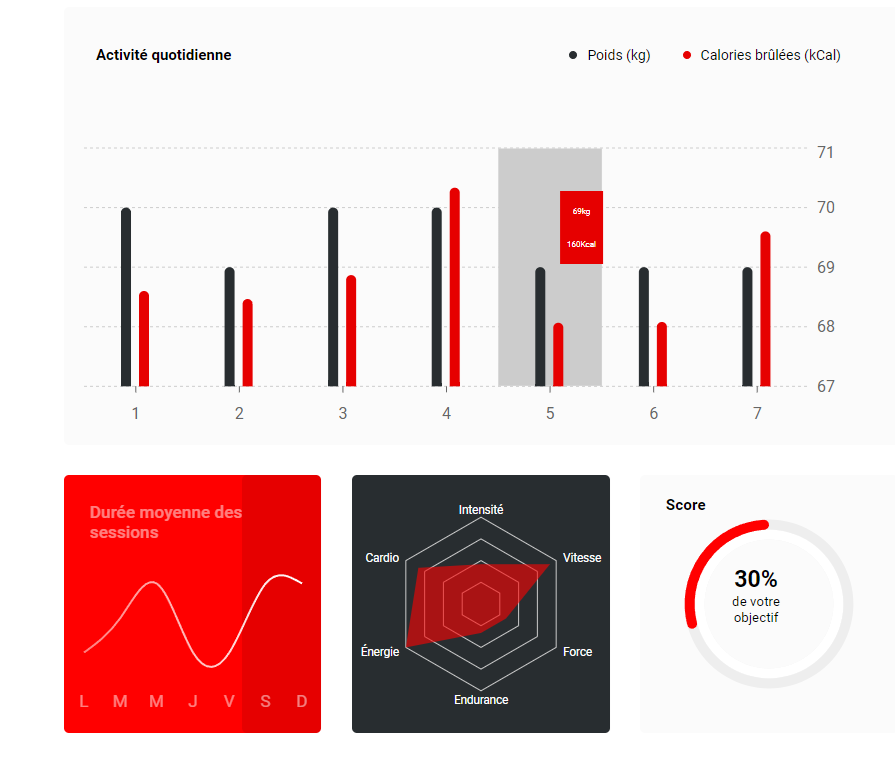 Activité quotidienne
Poids (kg)
Calories brûlées (kCal)
71
70
69
68
67
69kg
160Kcal
1 2 3 4 5 6 7
Durée moyenne des
sessions
L M M J V S D
Intensité
Cardio
Vitesse
Énergie
Force
Endurance
Score
30%
de votre
objectif